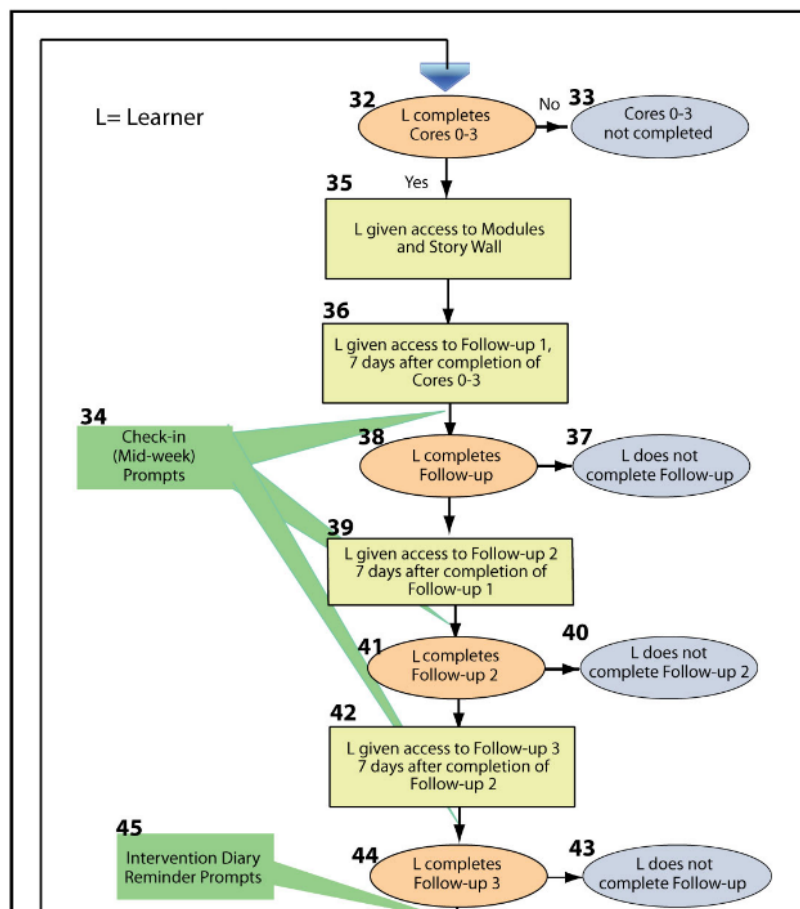 L= Learner
32
L completes
Cores 0-3
No
33
Cores 0-3
not completed
Yes
35
L given access to Modules
and Story Wall
36
L given access to Follow-up 1,
7 days after completion of
Cores 0-3
34
Check-in
(Mid-week)
Prompts
38
L completes
Follow-up
37
L does not
complete Follow-up
39
L given access to Follow-up 2
7 days after completion of
Follow-up 1
41
L completes
Follow-up 2
40
L does not
complete Follow-up 2
42
L given access to Follow-up 3
7 days after completion of
Follow-up 2
45
Intervention Diary
Reminder Prompts
44
L completes
Follow-up 3
43
L does not
complete Follow-up